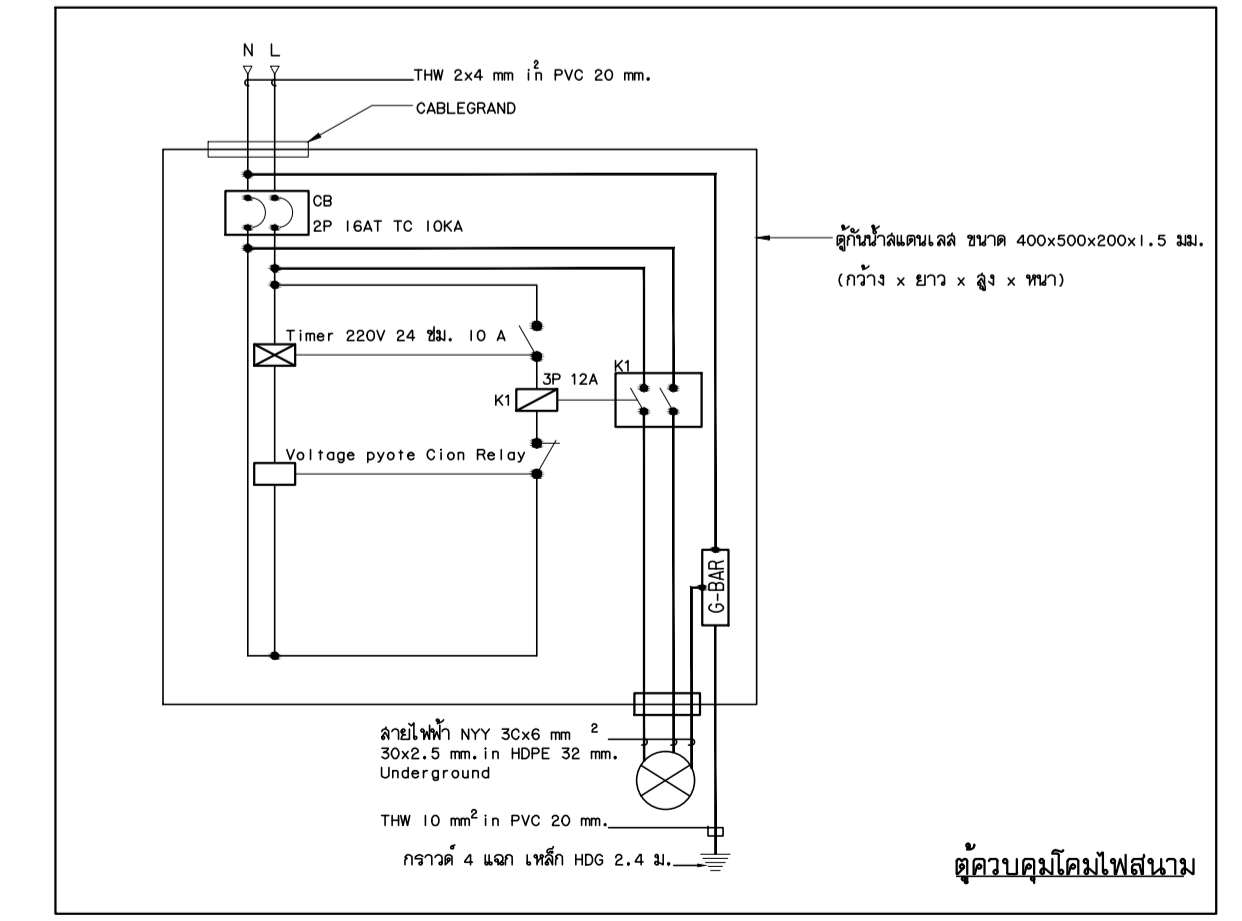 N L
THW 2x4 mm² in PVC 20 mm.
CABLEGRAND
CB
2P 16AT TC 10KA
ตู้กันน้ำสแตนเลส ขนาด 400x500x200x1.5 มม.
(กว้าง x ยาว x สูง x หนา)
Timer 220V 24 ชม. 10 A
K1
3P 12A
K1
Voltage pyote Cion Relay
G-BAR
สายไฟฟ้า NYY 3Cx6 mm ²
30x2.5 mm. in HDPE 32 mm.
Underground
THW 10 mm² in PVC 20 mm.
กราวด์ 4 แฉก เหล็ก HDG 2.4 ม.
ตู้ควบคุมโคมไฟสนาม